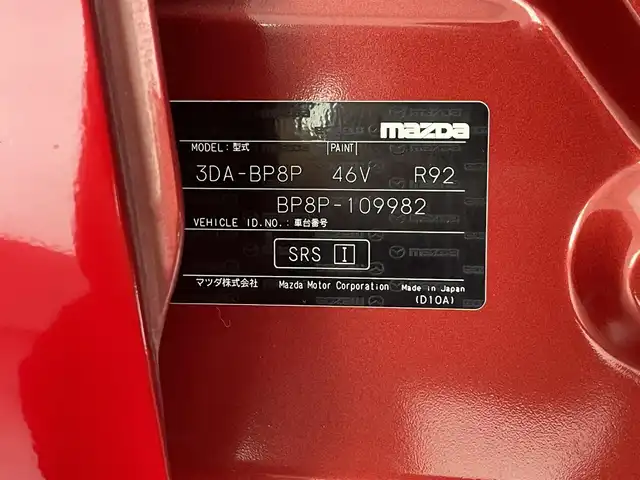 mazda
MODEL: 型式 PAINT
3DA-BP8P 46V R92
BP8P-109982
VEHICLE ID.NO.: 車台番号
SRS I
マツダ株式会社 Mazda Motor Corporation Made in Japan
(D10A)